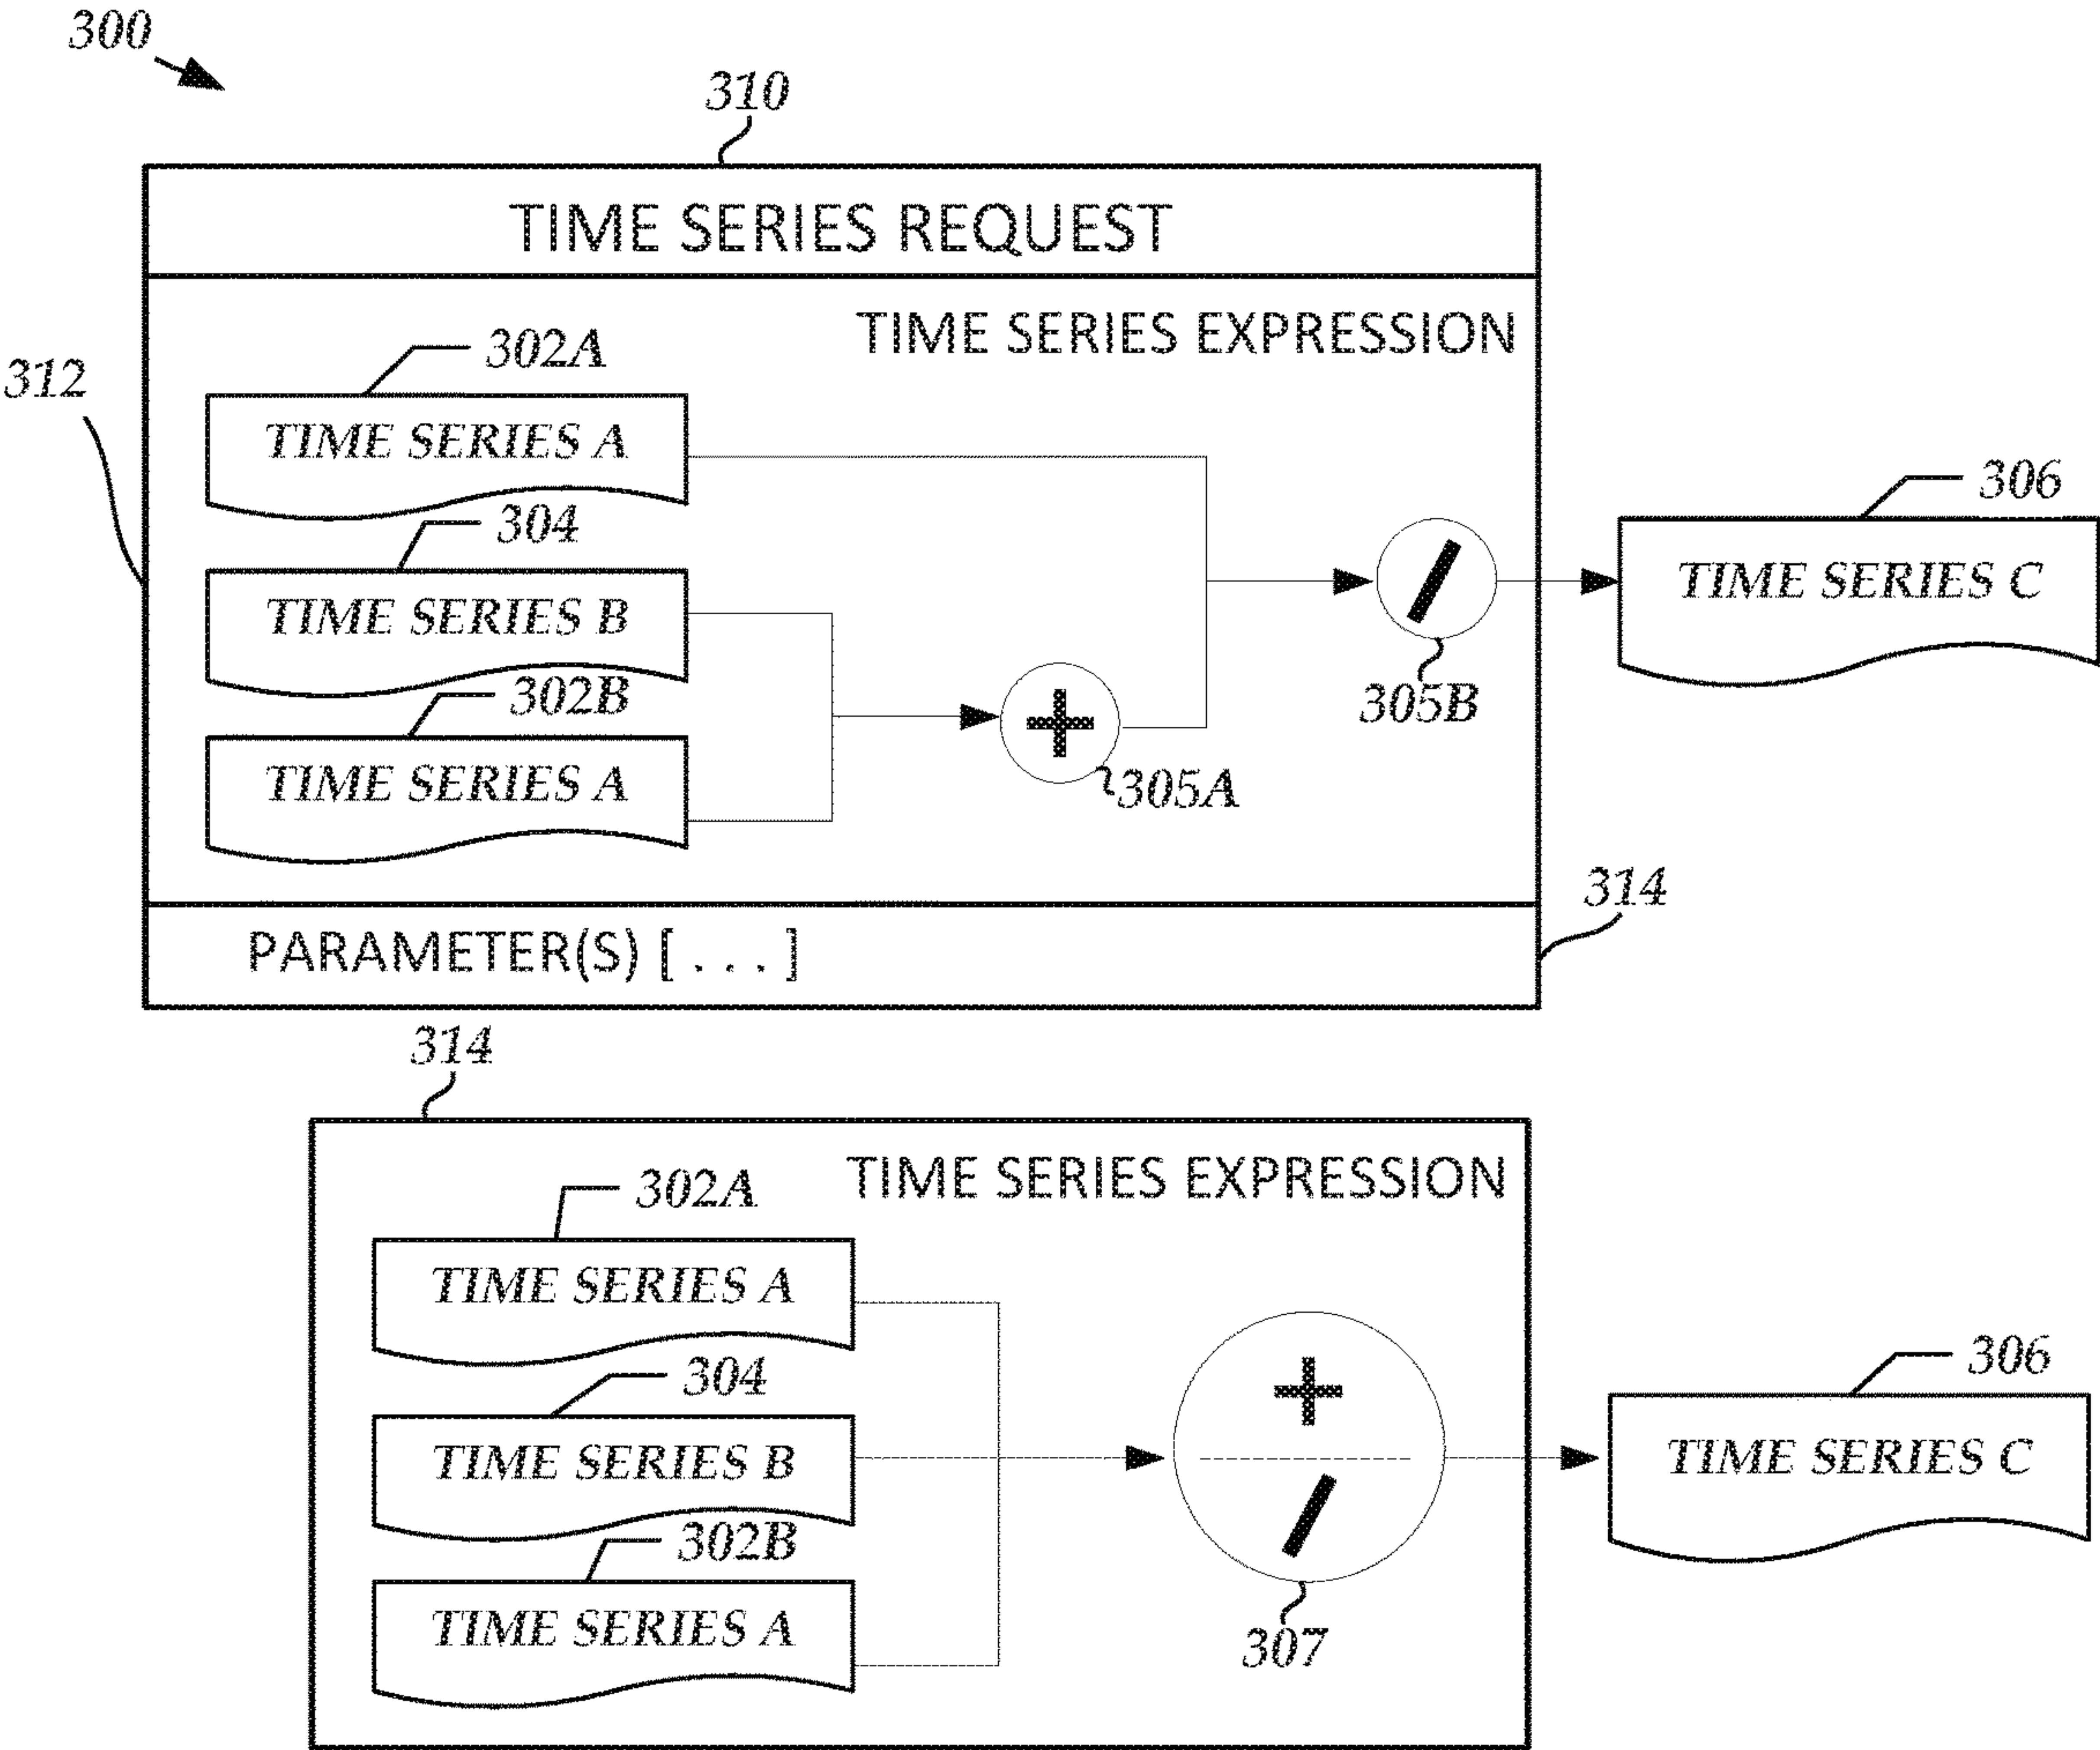 300
310
TIME SERIES REQUEST
TIME SERIES EXPRESSION
302A
312
TIME SERIES A
306
304
TIME SERIES B
TIME SERIES C
302B
305B
TIME SERIES A
+
/
305A
314
PARAMETER(S) [ . . . ]
314
TIME SERIES EXPRESSION
302A
TIME SERIES A
304
306
+
TIME SERIES B
TIME SERIES C
/
302B
TIME SERIES A
307